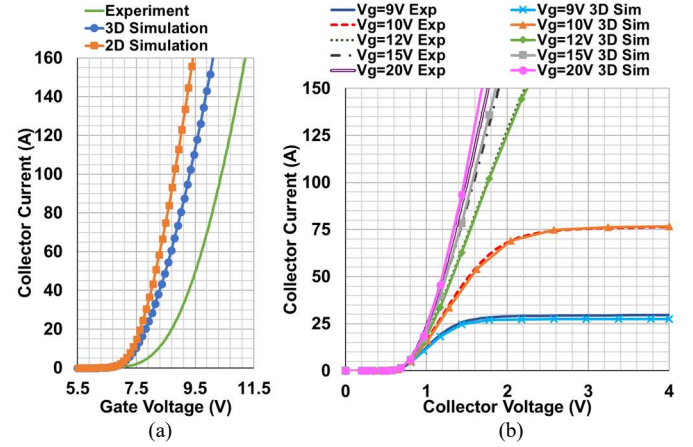 (a)
Experiment
3D Simulation
2D Simulation
160
140
120
100
80
60
40
20
0
Collector Current (A)
5.5 7.5 9.5 11.5
Gate Voltage (V)
(a)
(b)
Vg=9V Exp Vg=9V 3D Sim
Vg=10V Exp Vg=10V 3D Sim
Vg=12V Exp Vg=12V 3D Sim
Vg=15V Exp Vg=15V 3D Sim
Vg=20V Exp Vg=20V 3D Sim
150
125
100
75
50
25
0
Collector Current (A)
0 1 2 3 4
Collector Voltage (V)
(b)